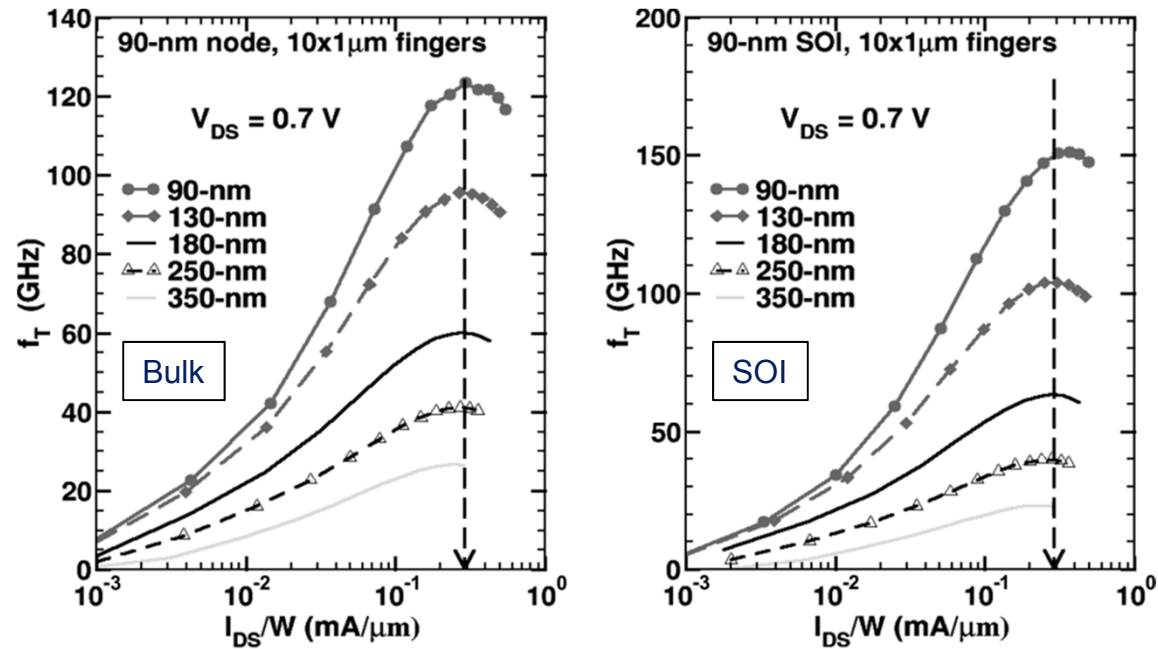 90-nm node, 10x1μm fingers
V_DS = 0.7 V
90-nm
130-nm
180-nm
250-nm
350-nm
Bulk
f_T (GHz)
140
120
100
80
60
40
20
0
10^-3
10^-2
10^-1
10^0
I_DS/W (mA/μm)
90-nm SOI, 10x1μm fingers
V_DS = 0.7 V
90-nm
130-nm
180-nm
250-nm
350-nm
SOI
f_T (GHz)
200
150
100
50
0
10^-3
10^-2
10^-1
10^0
I_DS/W (mA/μm)